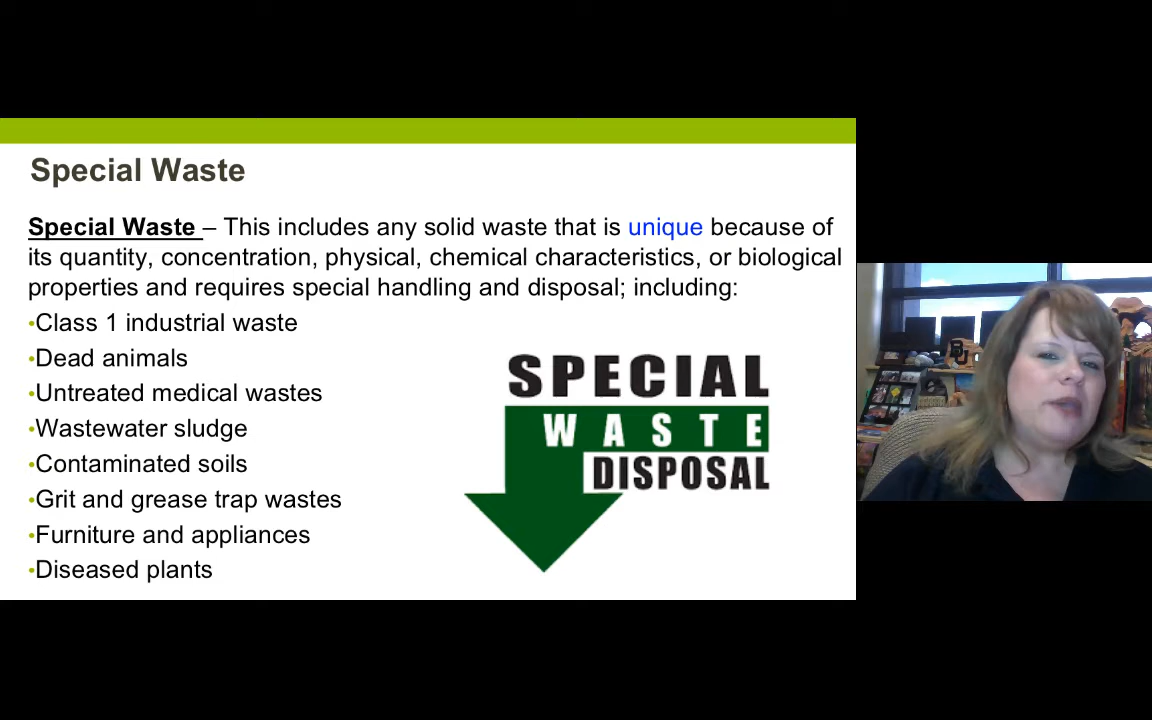 Special Waste
Special Waste – This includes any solid waste that is unique because of
its quantity, concentration, physical, chemical characteristics, or biological
properties and requires special handling and disposal; including:
•Class 1 industrial waste
•Dead animals
•Untreated medical wastes
•Wastewater sludge
•Contaminated soils
•Grit and grease trap wastes
•Furniture and appliances
•Diseased plants
SPECIAL
WASTE
DISPOSAL